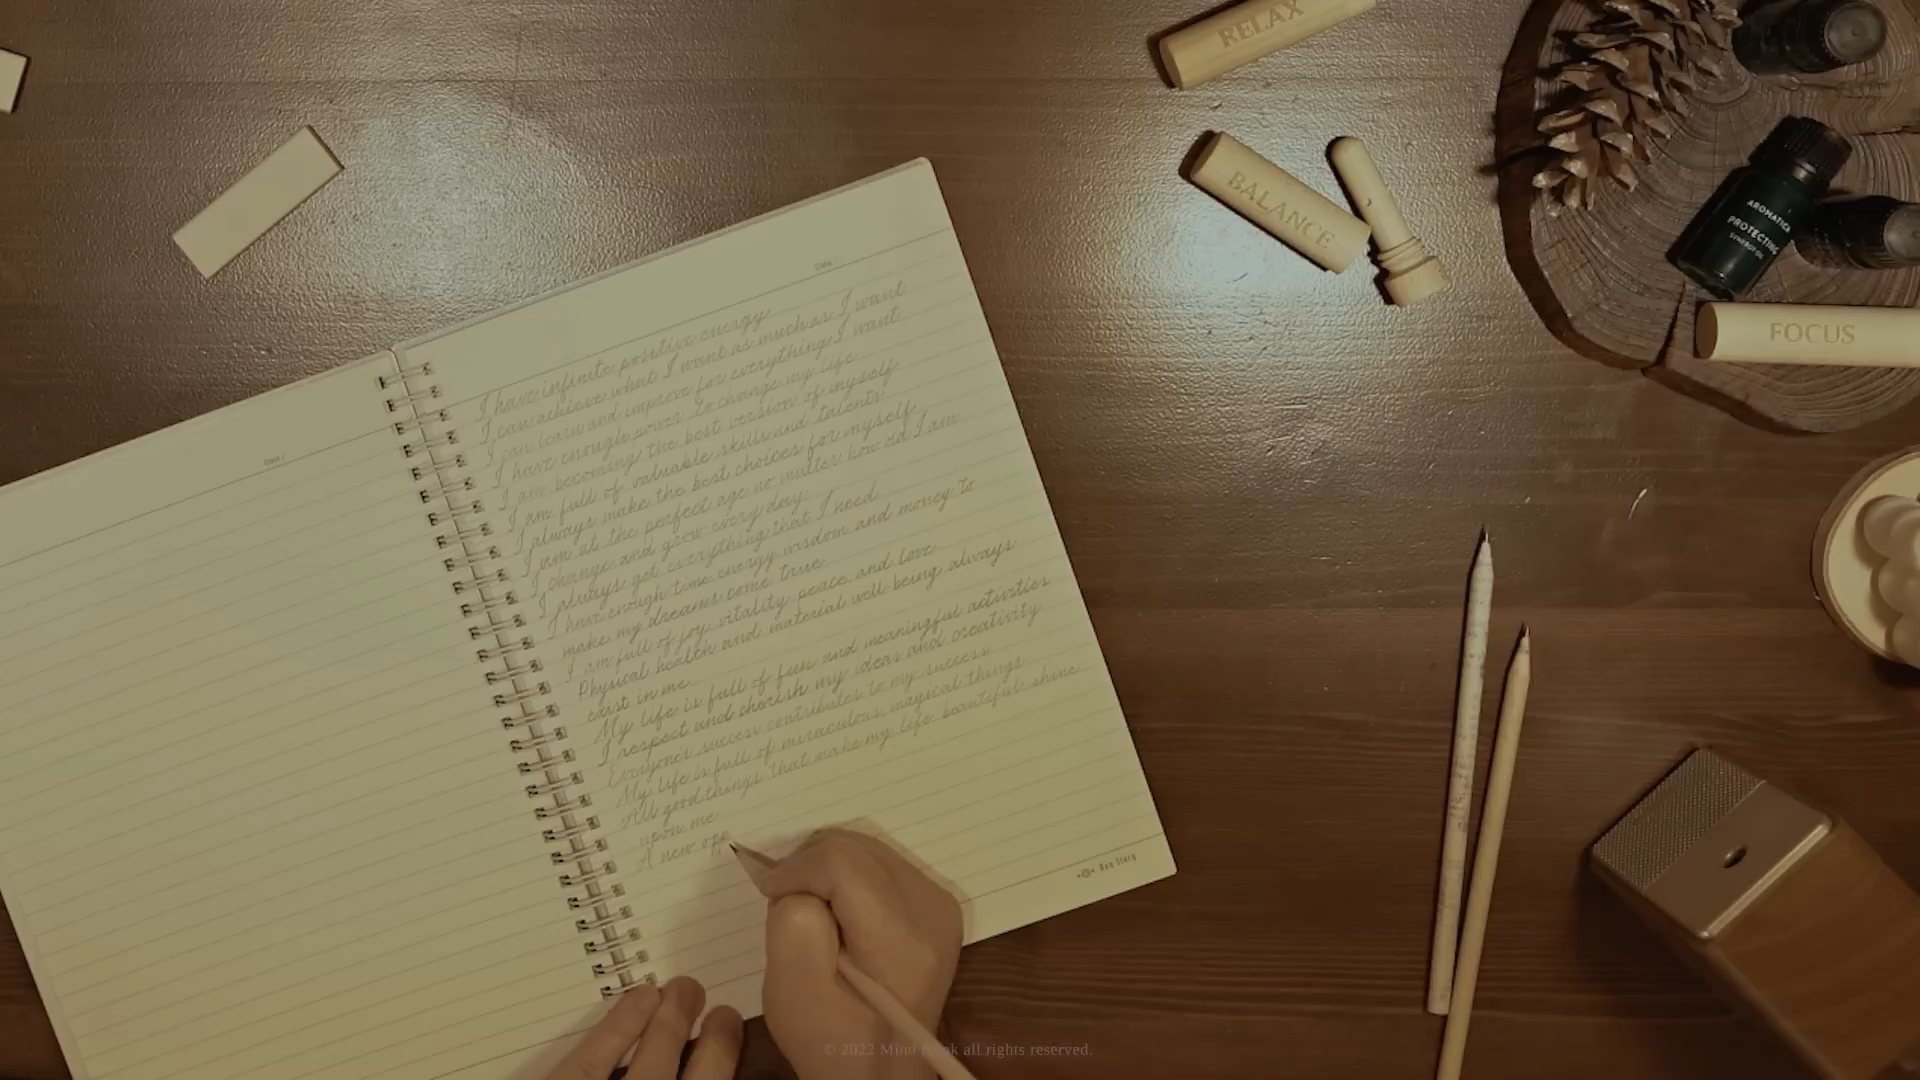 RELAX
BALANCE
AROMATICA
PROTECTING
SYNERGY OIL
FOCUS
Date :
Date :
I have infinite positive energy
I can achieve what I want as much as I want
I can learn and improve for everything I want
I have enough power to change my life
I am becoming the best version of myself
I am full of valuable skills and talents
I always make the best choices for myself
I am at the perfect age no matter how old I am
I change and grow every day
I always get everything that I need
I have enough time energy wisdom and money to
make my dreams come true
I am full of joy vitality peace and love
Physical health and material well being always
exist in me
My life is full of fun and meaningful activities
I respect and cherish my ideas and creativity
Everyone's success contributes to my success
My life is full of miraculous magical things
All good things that make my life beautiful shine
upon me
A new opp
© 2022 Mind all rights reserved.